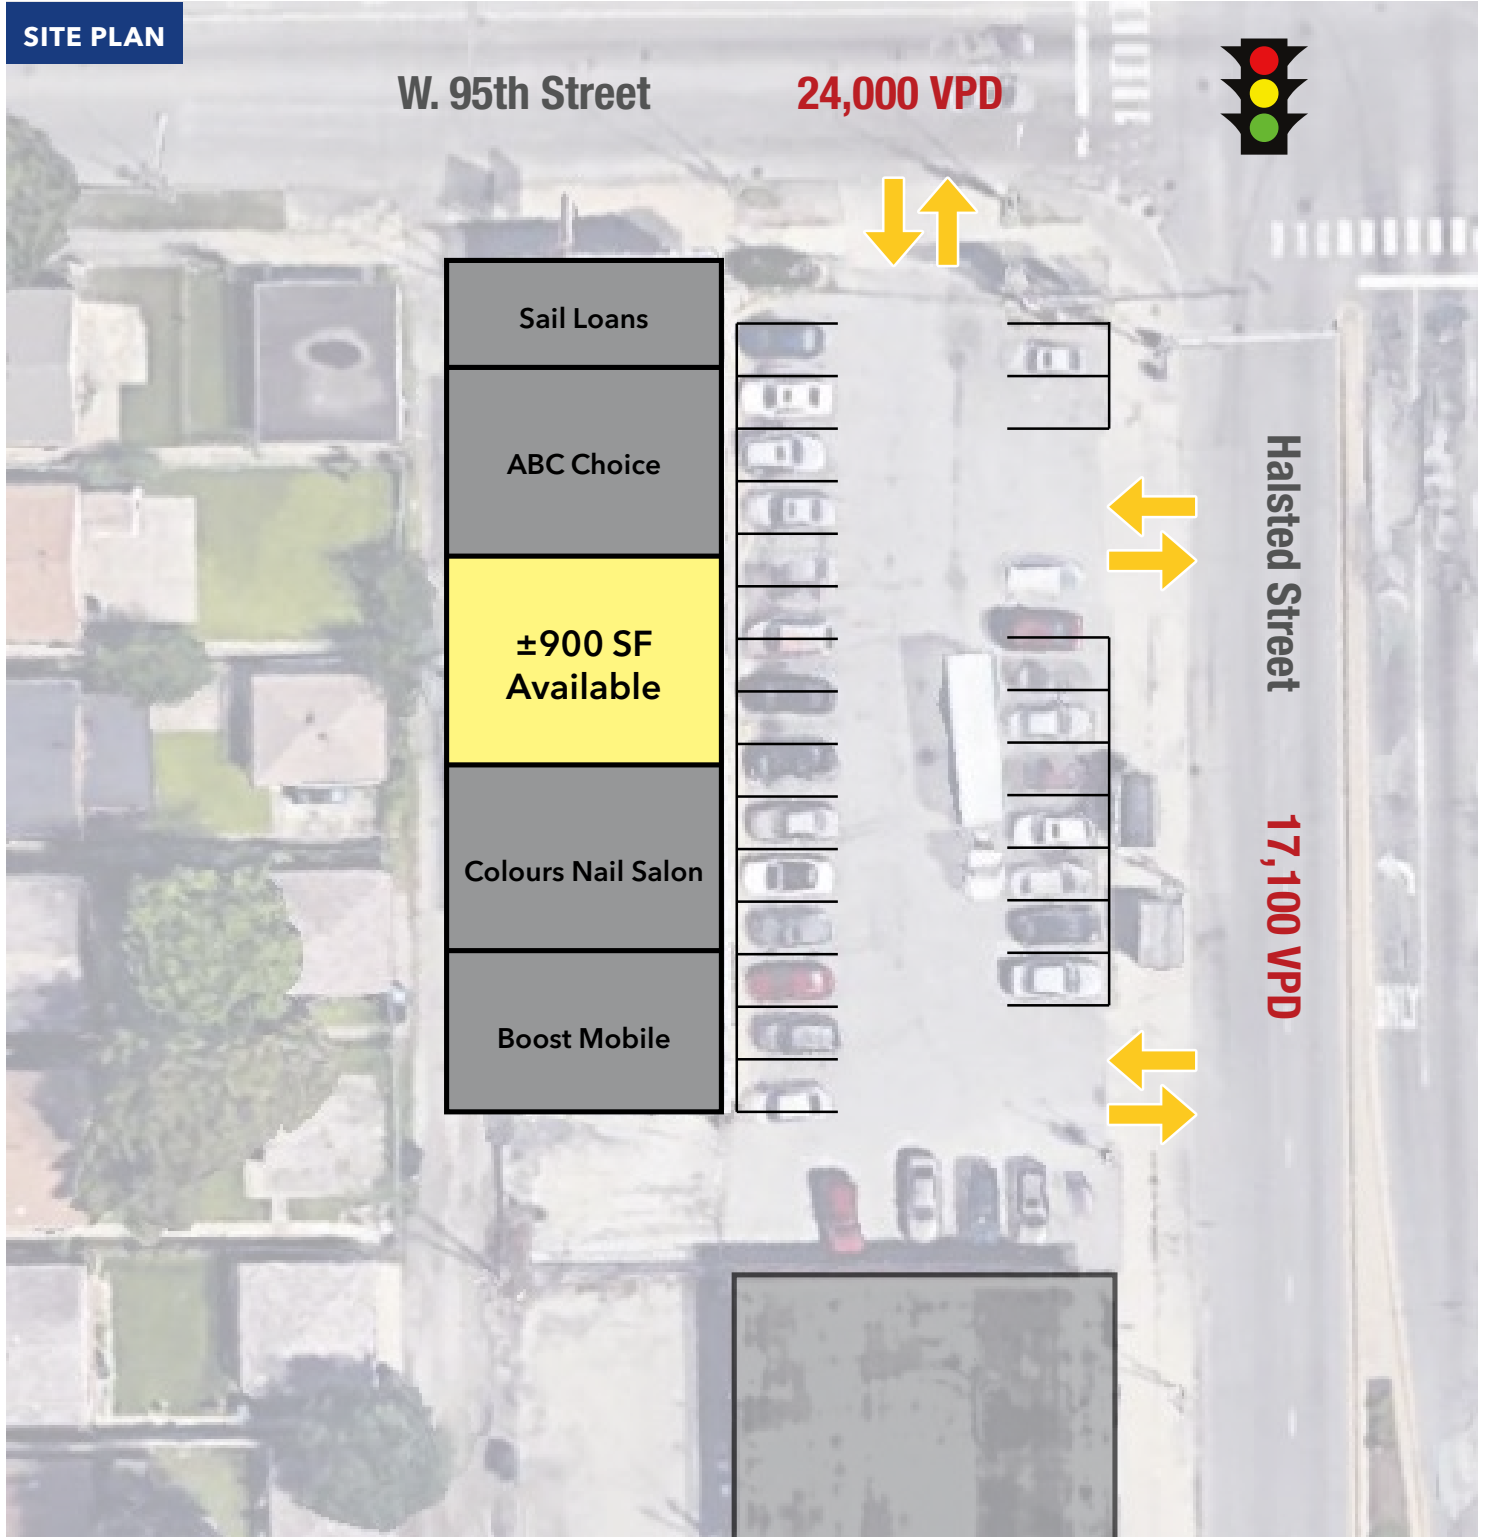 SITE PLAN
W. 95th Street
24,000 VPD
Sail Loans
ABC Choice
±900 SF
Available
Colours Nail Salon
Boost Mobile
Halsted Street
17,100 VPD